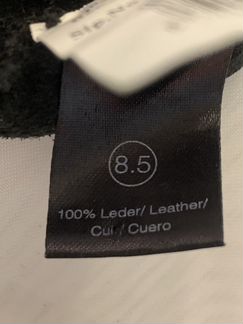 8.5
100% Leder/ Leather/
Cuir/ Cuero